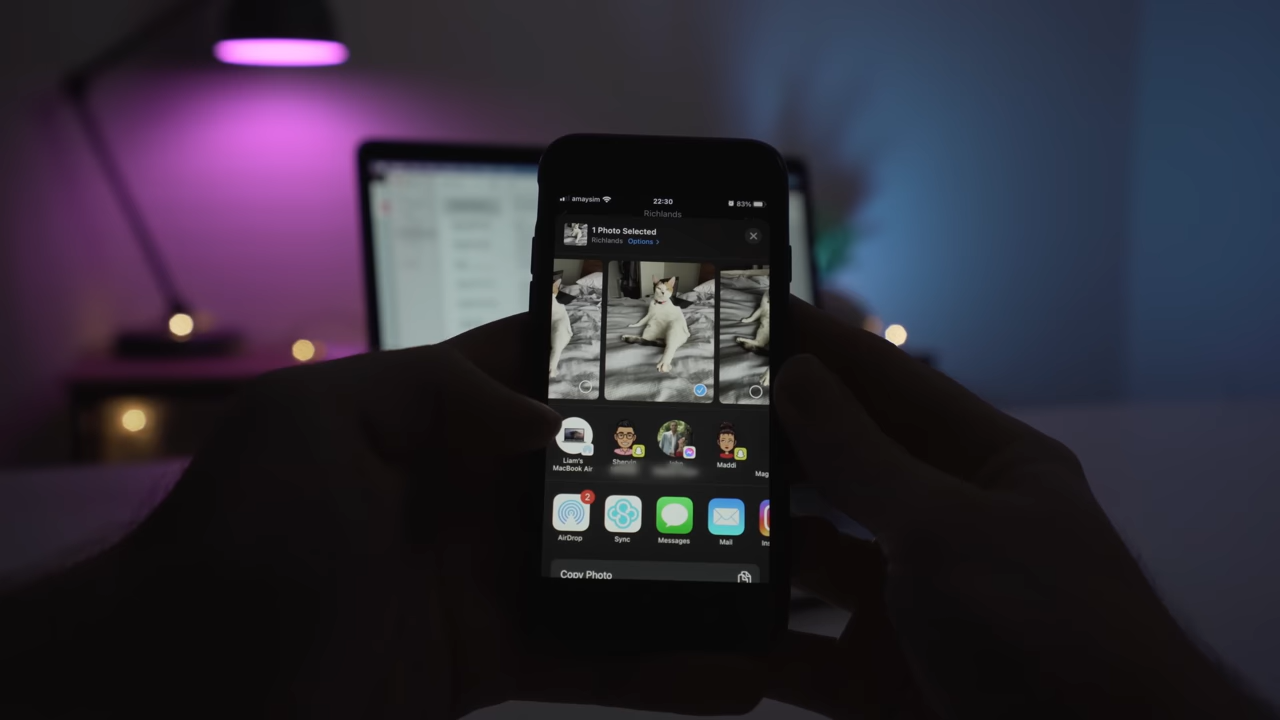 amaysim 22:30 83%
Richlands
1 Photo Selected
Richlands Options >
Liam's
MacBook Air
Maddi
AirDrop 2
Sync
Messages
Mail
Copy Photo